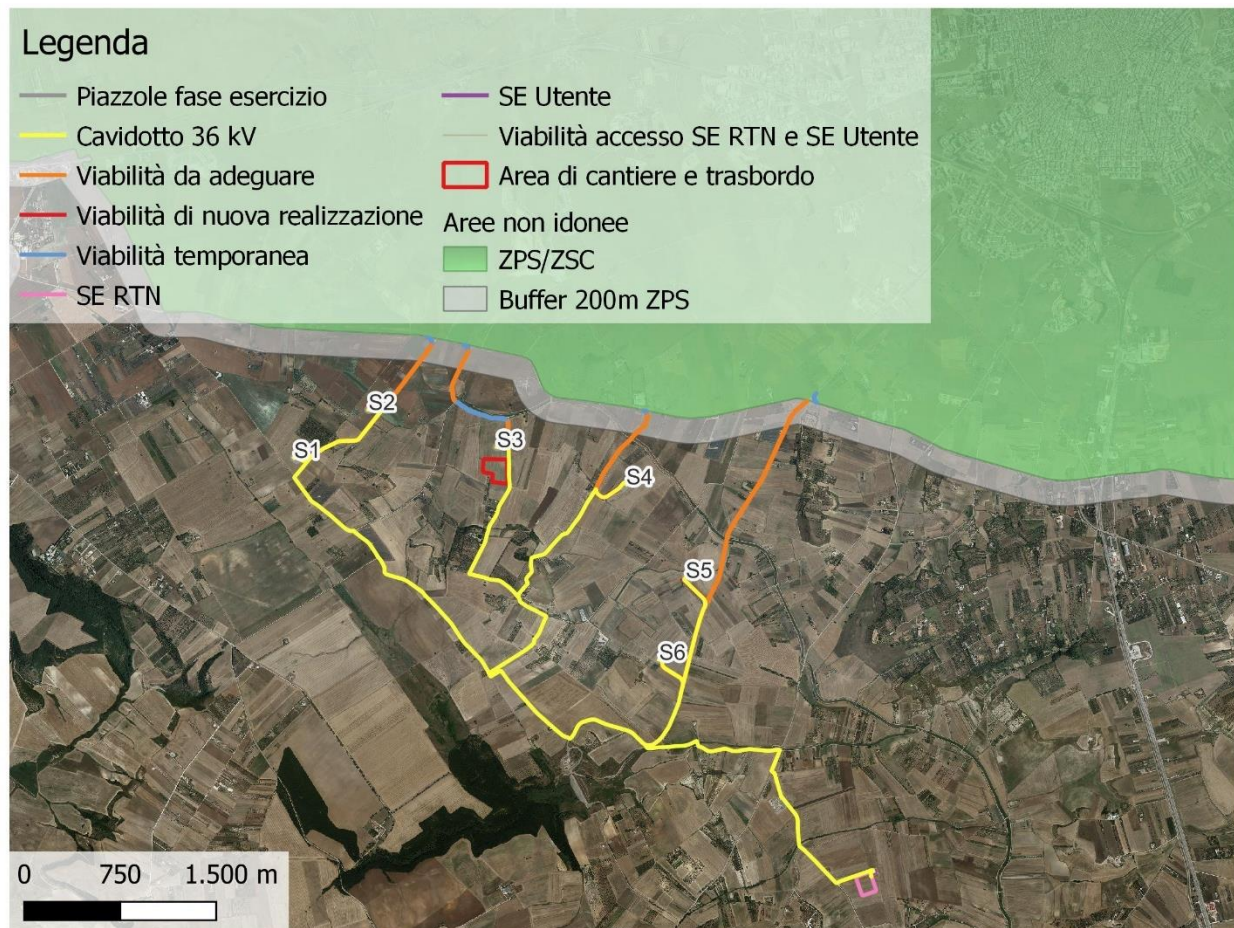 Legenda
Piazzole fase esercizio
Cavidotto 36 kV
Viabilità da adeguare
Viabilità di nuova realizzazione
Viabilità temporanea
SE RTN
SE Utente
Viabilità accesso SE RTN e SE Utente
Area di cantiere e trasbordo
Aree non idonee
ZPS/ZSC
Buffer 200m ZPS
S2
S1
S3
S4
S5
S6
0 750 1.500 m